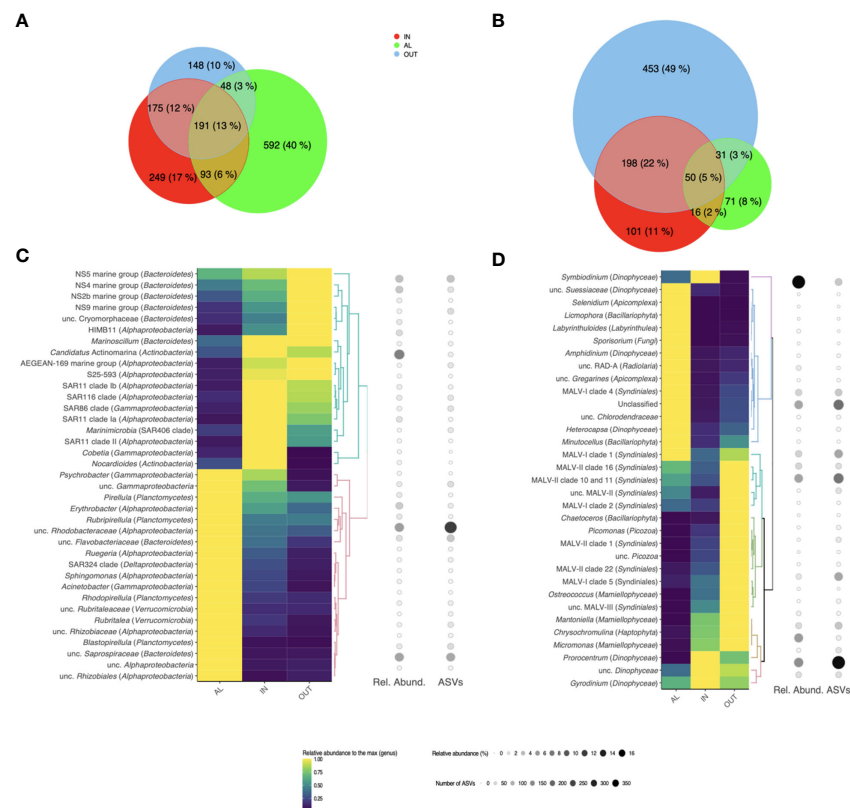 A
B
IN
AL
OUT
148 (10 %)
48 (3 %)
175 (12 %)
191 (13 %)
592 (40 %)
249 (17 %)
93 (6 %)
453 (49 %)
198 (22 %)
31 (3 %)
50 (5 %)
71 (8 %)
16 (2 %)
101 (11 %)
C
NS5 marine group (Bacteroidetes)
NS4 marine group (Bacteroidetes)
NS2b marine group (Bacteroidetes)
NS9 marine group (Bacteroidetes)
unc. Cryomorphaceae (Bacteroidetes)
HIMB11 (Alphaproteobacteria)
Marinoscillum (Bacteroidetes)
Candidatus Actinomarina (Actinobacteria)
AEGEAN-169 marine group (Alphaproteobacteria)
S25-593 (Alphaproteobacteria)
SAR11 clade Ib (Alphaproteobacteria)
SAR116 clade (Alphaproteobacteria)
SAR86 clade (Gammaproteobacteria)
SAR11 clade Ia (Alphaproteobacteria)
Marinimicrobia (SAR406 clade)
SAR11 clade II (Alphaproteobacteria)
Cobetia (Gammaproteobacteria)
Nocardioides (Actinobacteria)
Psychrobacter (Gammaproteobacteria)
unc. Gammaproteobacteria
Pirellula (Planctomycetes)
Erythrobacter (Alphaproteobacteria)
Rubripirellula (Planctomycetes)
unc. Rhodobacteraceae (Alphaproteobacteria)
unc. Flavobacteriaceae (Bacteroidetes)
Ruegeria (Alphaproteobacteria)
SAR324 clade (Deltaproteobacteria)
Sphingomonas (Alphaproteobacteria)
Acinetobacter (Gammaproteobacteria)
Rhodopirellula (Planctomycetes)
unc. Rubritaleaceae (Verrucomicrobia)
Rubritalea (Verrucomicrobia)
unc. Rhizobiaceae (Alphaproteobacteria)
Blastopirellula (Planctomycetes)
unc. Saprospiraceae (Bacteroidetes)
unc. Alphaproteobacteria
unc. Rhizobiales (Alphaproteobacteria)
AL
IN
OUT
Rel. Abund.
ASVs
D
Symbiodinium (Dinophyceae)
unc. Suessiaceae (Dinophyceae)
Selenidium (Apicomplexa)
Licmophora (Bacillariophyta)
Labyrinthuloides (Labyrinthulea)
Sporisorium (Fungi)
Amphidinium (Dinophyceae)
unc. RAD-A (Radiolaria)
unc. Gregarines (Apicomplexa)
MALV-I clade 4 (Syndiniales)
Unclassified
unc. Chlorodendraceae
Heterocapsa (Dinophyceae)
Minutocellus (Bacillariophyta)
MALV-I clade 1 (Syndiniales)
MALV-II clade 16 (Syndiniales)
MALV-II clade 10 and 11 (Syndiniales)
unc. MALV-II (Syndiniales)
MALV-I clade 2 (Syndiniales)
Chaetoceros (Bacillariophyta)
Picomonas (Picozoa)
MALV-II clade 1 (Syndiniales)
unc. Picozoa
MALV-II clade 22 (Syndiniales)
MALV-I clade 5 (Syndiniales)
Ostreococcus (Mamiellophyceae)
unc. MALV-III (Syndiniales)
Mantoniella (Mamiellophyceae)
Chrysochromulina (Haptophyta)
Micromonas (Mamiellophyceae)
Prorocentrum (Dinophyceae)
unc. Dinophyceae
Gyrodinium (Dinophyceae)
AL
IN
OUT
Rel. Abund.
ASVs
Relative abundance to the max (genus)
1.00
0.75
0.50
0.25
Relative abundance (%) 0 2 4 6 8 10 12 14 16
Number of ASVs 0 50 100 150 200 250 300 350